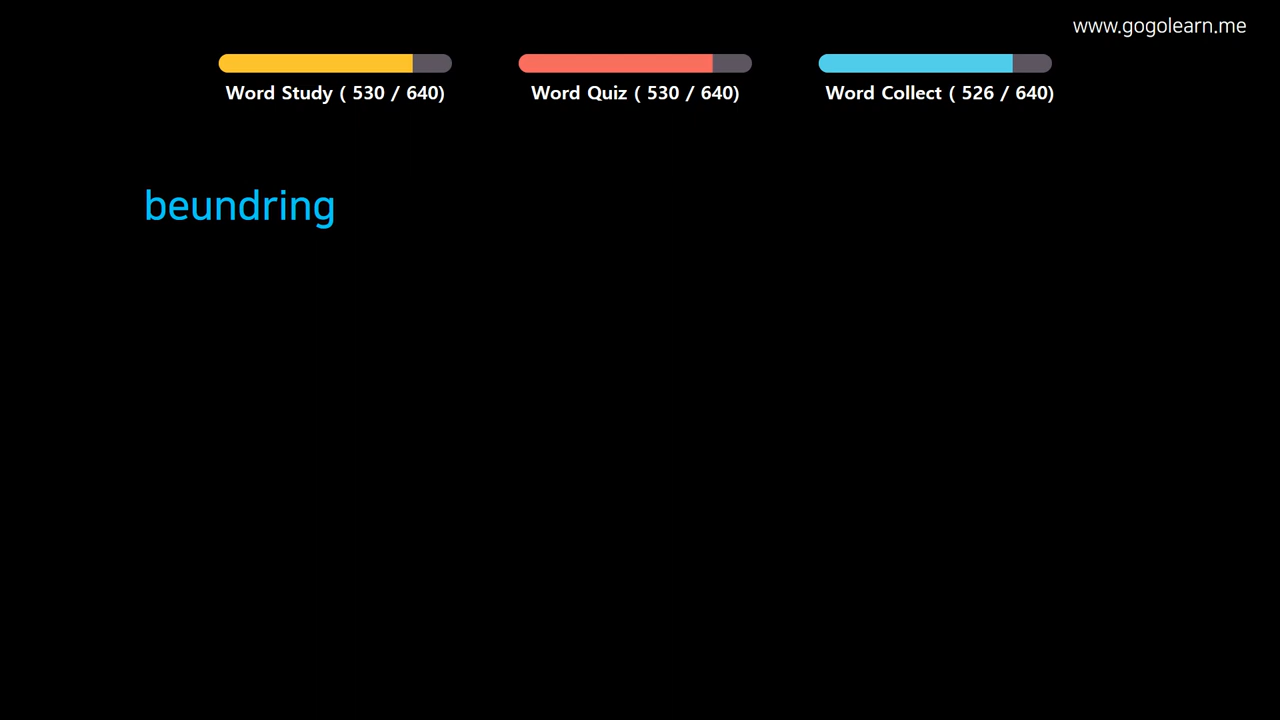 www.gogolearn.me
Word Study ( 530 / 640)
Word Quiz ( 530 / 640)
Word Collect ( 526 / 640)
beundring